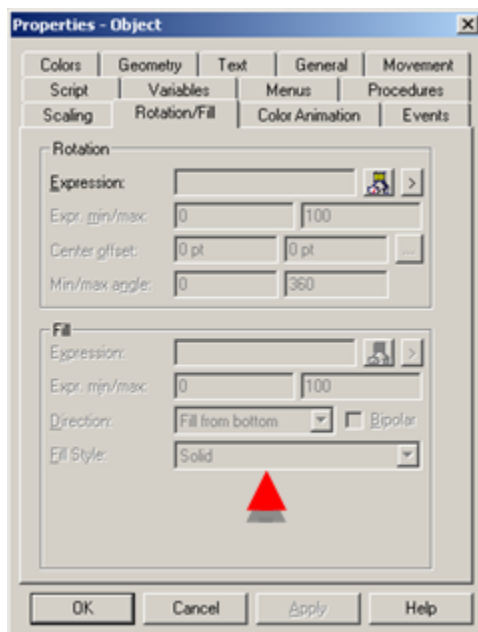 Properties - Object
Colors Geometry Text General Movement
Script Variables Menus Procedures
Scaling Rotation/Fill Color Animation Events
Rotation
Expression: >
Expr. min/max: 0 100
Center offset: 0 pt 0 pt ...
Min/max angle: 0 360
Fill
Expression: >
Expr. min/max: 0 100
Direction: Fill from bottom Bipolar
Fill Style: Solid
OK Cancel Apply Help